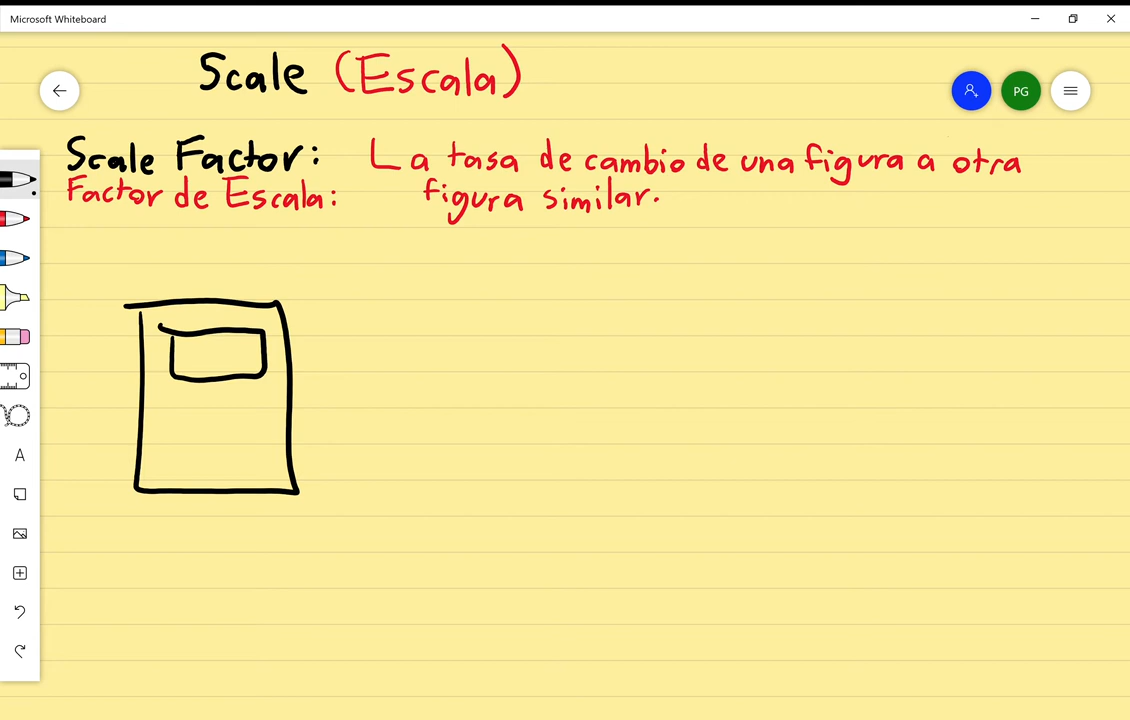 Microsoft Whiteboard
Scale (Escala)
PG
Scale Factor: La tasa de cambio de una figura a otra
Factor de Escala: figura similar.
A